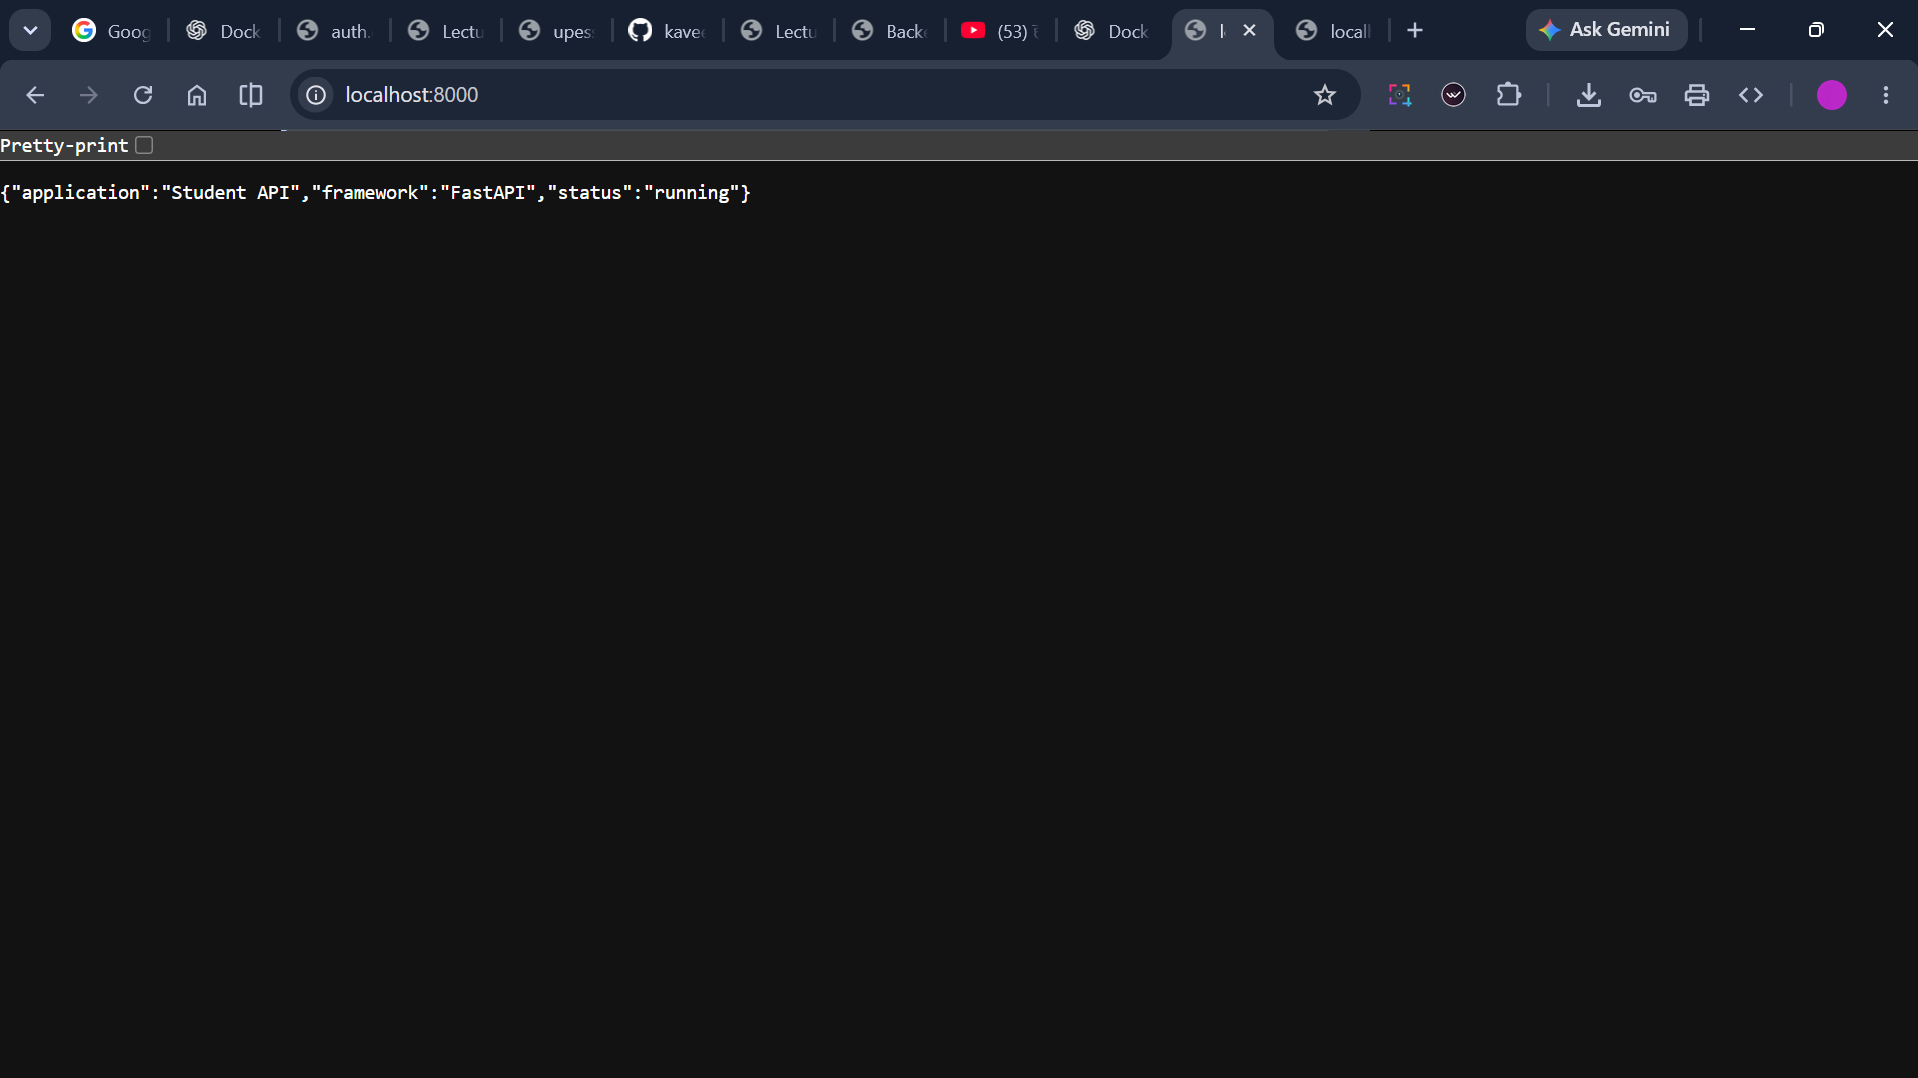 Goog
Dock
auth.
Lectu
upes
kave
Lectu
Back
(53)
Dock
locall
Ask Gemini
localhost:8000
Pretty-print
{"application":"Student API","framework":"FastAPI","status":"running"}